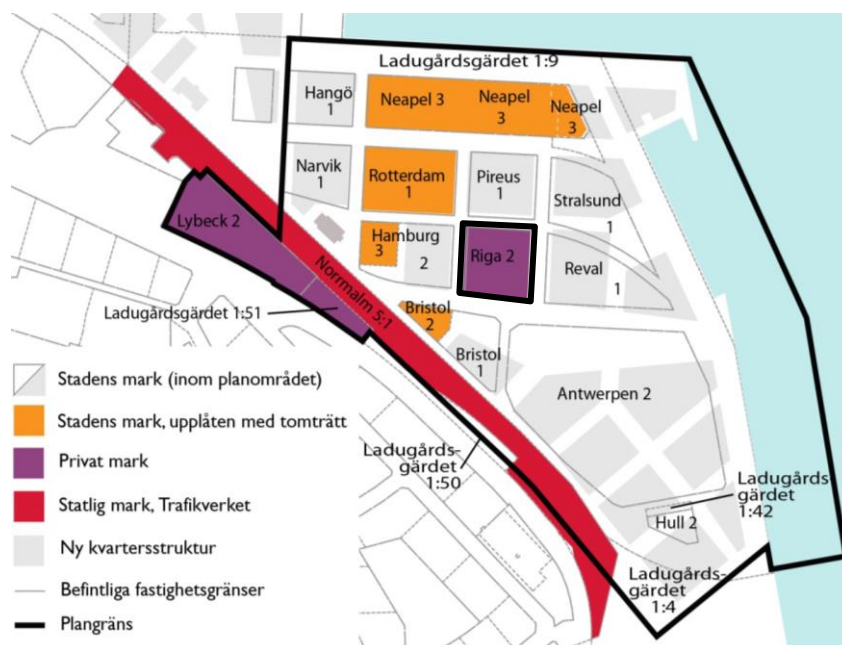 Ladugårdsgärdet 1:9
Hangö
1
Neapel 3
Neapel
3
Neapel
3
Narvik
1
Rotterdam
1
Pireus
1
Stralsund
1
Lybeck 2
Hamburg
3
2
Riga 2
Reval
1
Norrmalm 5:1
Ladugårdsgärdet 1:51
Bristol
2
Bristol
1
Antwerpen 2
Ladugårds-
gärdet
1:50
Ladugårds
gärdet
1:42
Hull 2
Ladugårds-
gärdet
1:4
Stadens mark (inom planområdet)
Stadens mark, upplåten med tomträtt
Privat mark
Statlig mark, Trafikverket
Ny kvartersstruktur
Befintliga fastighetsgränser
Plangräns